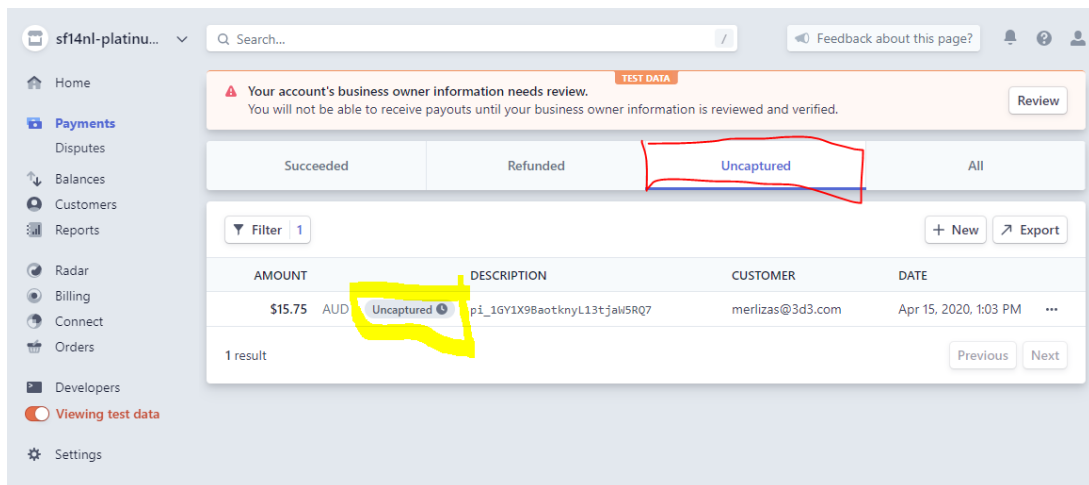 sf14nl-platinu...
Search...
/
Feedback about this page?
Home
Payments
Disputes
Balances
Customers
Reports
Radar
Billing
Connect
Orders
Developers
Viewing test data
Settings
TEST DATA
Your account's business owner information needs review.
You will not be able to receive payouts until your business owner information is reviewed and verified.
Review
Succeeded Refunded Uncaptured All
Filter 1
New Export
AMOUNT DESCRIPTION CUSTOMER DATE
$15.75 AUD Uncaptured pi_1GY1X9BaotknyL13tjaW5RQ7 merlizas@3d3.com Apr 15, 2020, 1:03 PM
1 result
Previous Next